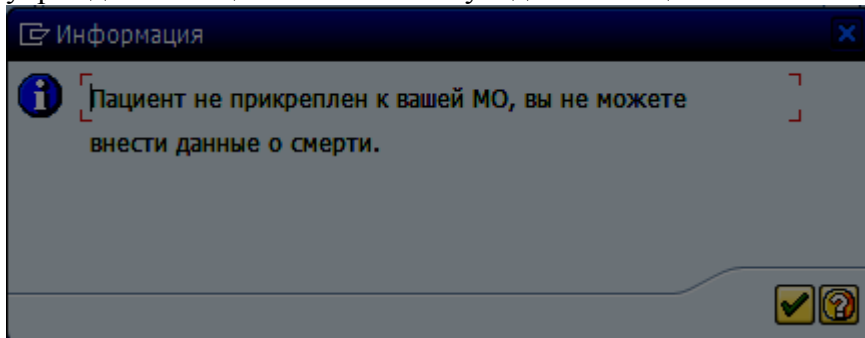 Информация
Пациент не прикреплен к вашей МО, вы не можете
внести данные о смерти.